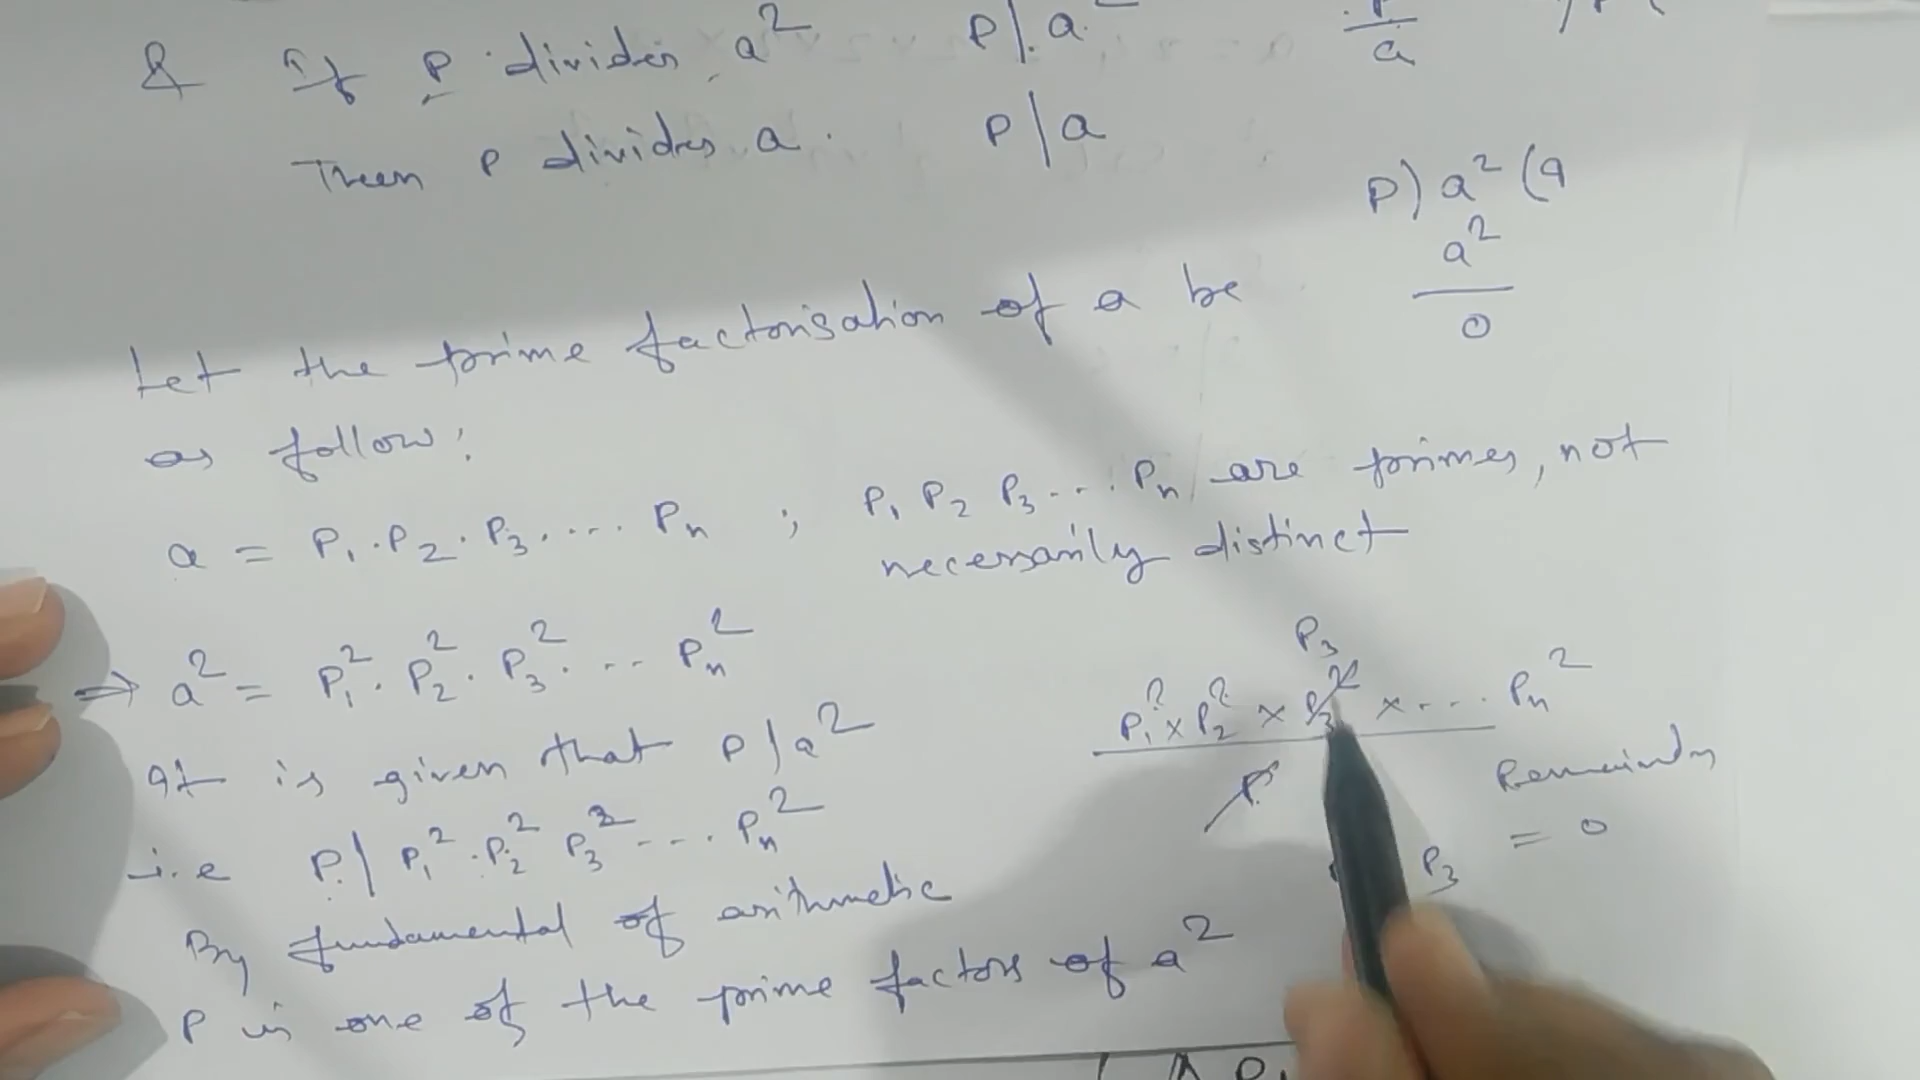 & If P divides a² P|a²
Then P divides a. P|a
P) a² (q
a²
0
Let the prime factorisation of a be
as follow:
a = P₁.P₂.P₃.... Pₙ ; P₁ P₂ P₃.... Pₙ are primes, not
necessarily distinct
⇒ a² = P₁².P₂².P₃².... Pₙ²
It is given that P|a²
i.e P|P₁².P₂² P₃².... Pₙ²
By fundamental of arithmetic
P is one of the prime factors of a²
P₃
P₁² x P₂² x P₃² x .... Pₙ²
P
Remainder
= 0
P₃